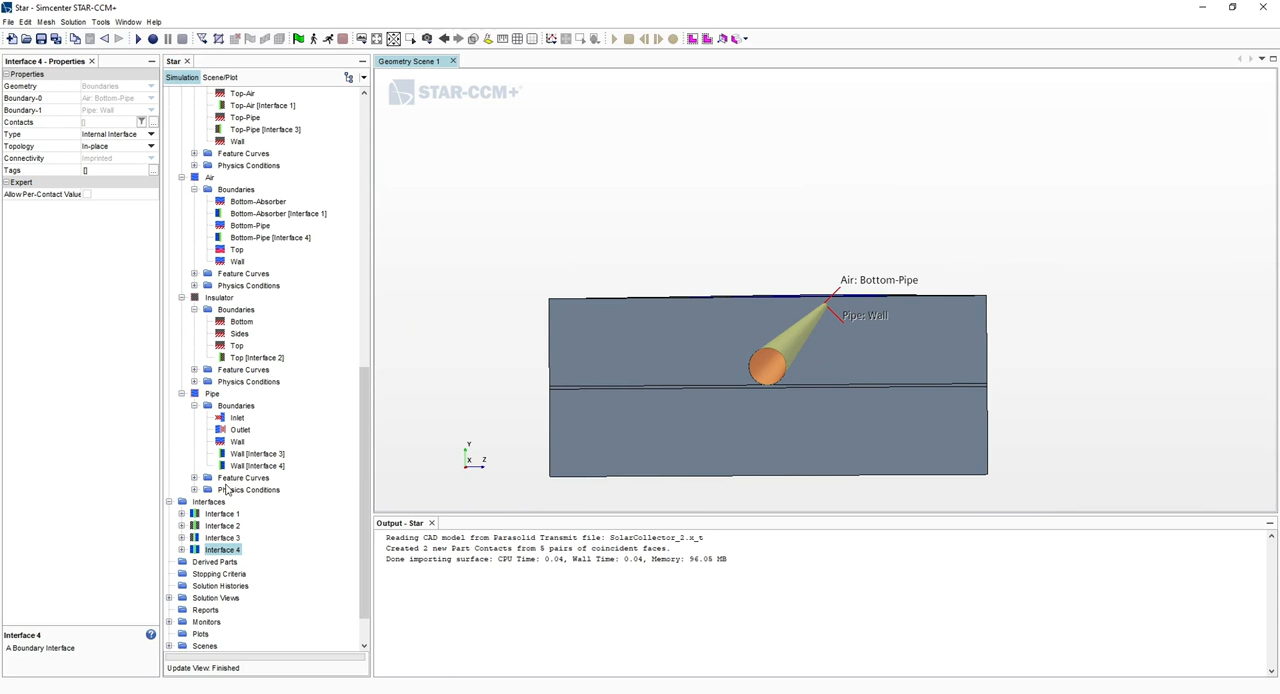 Star - Simcenter STAR-CCM+
File Edit Mesh Solution Tools Window Help
Interface 4 - Properties
Properties
Geometry Boundaries
Boundary-0 Air: Bottom-Pipe
Boundary-1 Pipe: Wall
Contacts []
Type Internal Interface
Topology In-place
Connectivity Imprinted
Tags []
Expert
Allow Per-Contact Value
Interface 4
A Boundary Interface
Star
Simulation Scene/Plot
Top-Air
Top-Air [Interface 1]
Top-Pipe
Top-Pipe [Interface 3]
Wall
Feature Curves
Physics Conditions
Air
Boundaries
Bottom-Absorber
Bottom-Absorber [Interface 1]
Bottom-Pipe
Bottom-Pipe [Interface 4]
Top
Wall
Feature Curves
Physics Conditions
Insulator
Boundaries
Bottom
Sides
Top
Top [Interface 2]
Feature Curves
Physics Conditions
Pipe
Boundaries
Inlet
Outlet
Wall
Wall [Interface 3]
Wall [Interface 4]
Feature Curves
Physics Conditions
Interfaces
Interface 1
Interface 2
Interface 3
Interface 4
Derived Parts
Stopping Criteria
Solution Histories
Solution Views
Reports
Monitors
Plots
Scenes
Update View: Finished
Geometry Scene 1
STAR-CCM+
Air: Bottom-Pipe
Pipe: Wall
Y
X Z
Output - Star
Reading CAD model from Parasolid Transmit file: SolarCollector_2.x_t
Created 2 new Part Contacts from 5 pairs of coincident faces.
Done importing surface: CPU Time: 0.04, Wall Time: 0.04, Memory: 96.05 MB